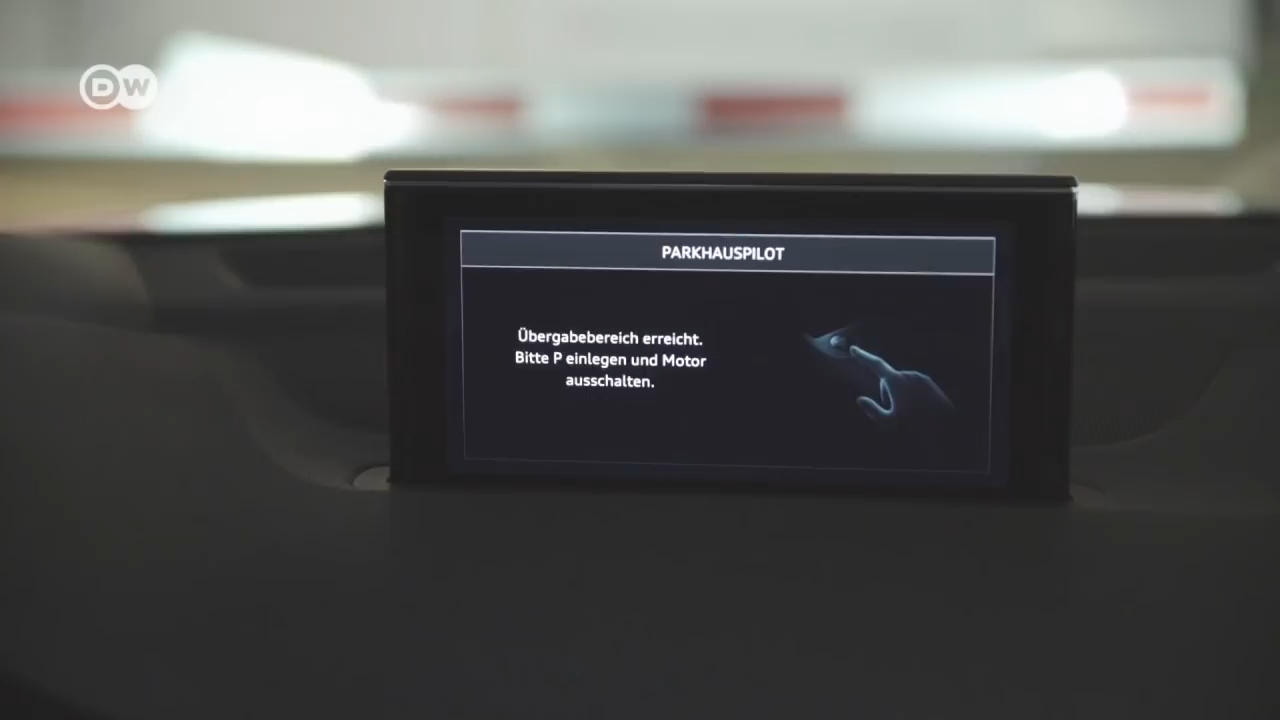 DW
PARKHAUSPILOT
Übergabebereich erreicht.
Bitte P einlegen und Motor
ausschalten.